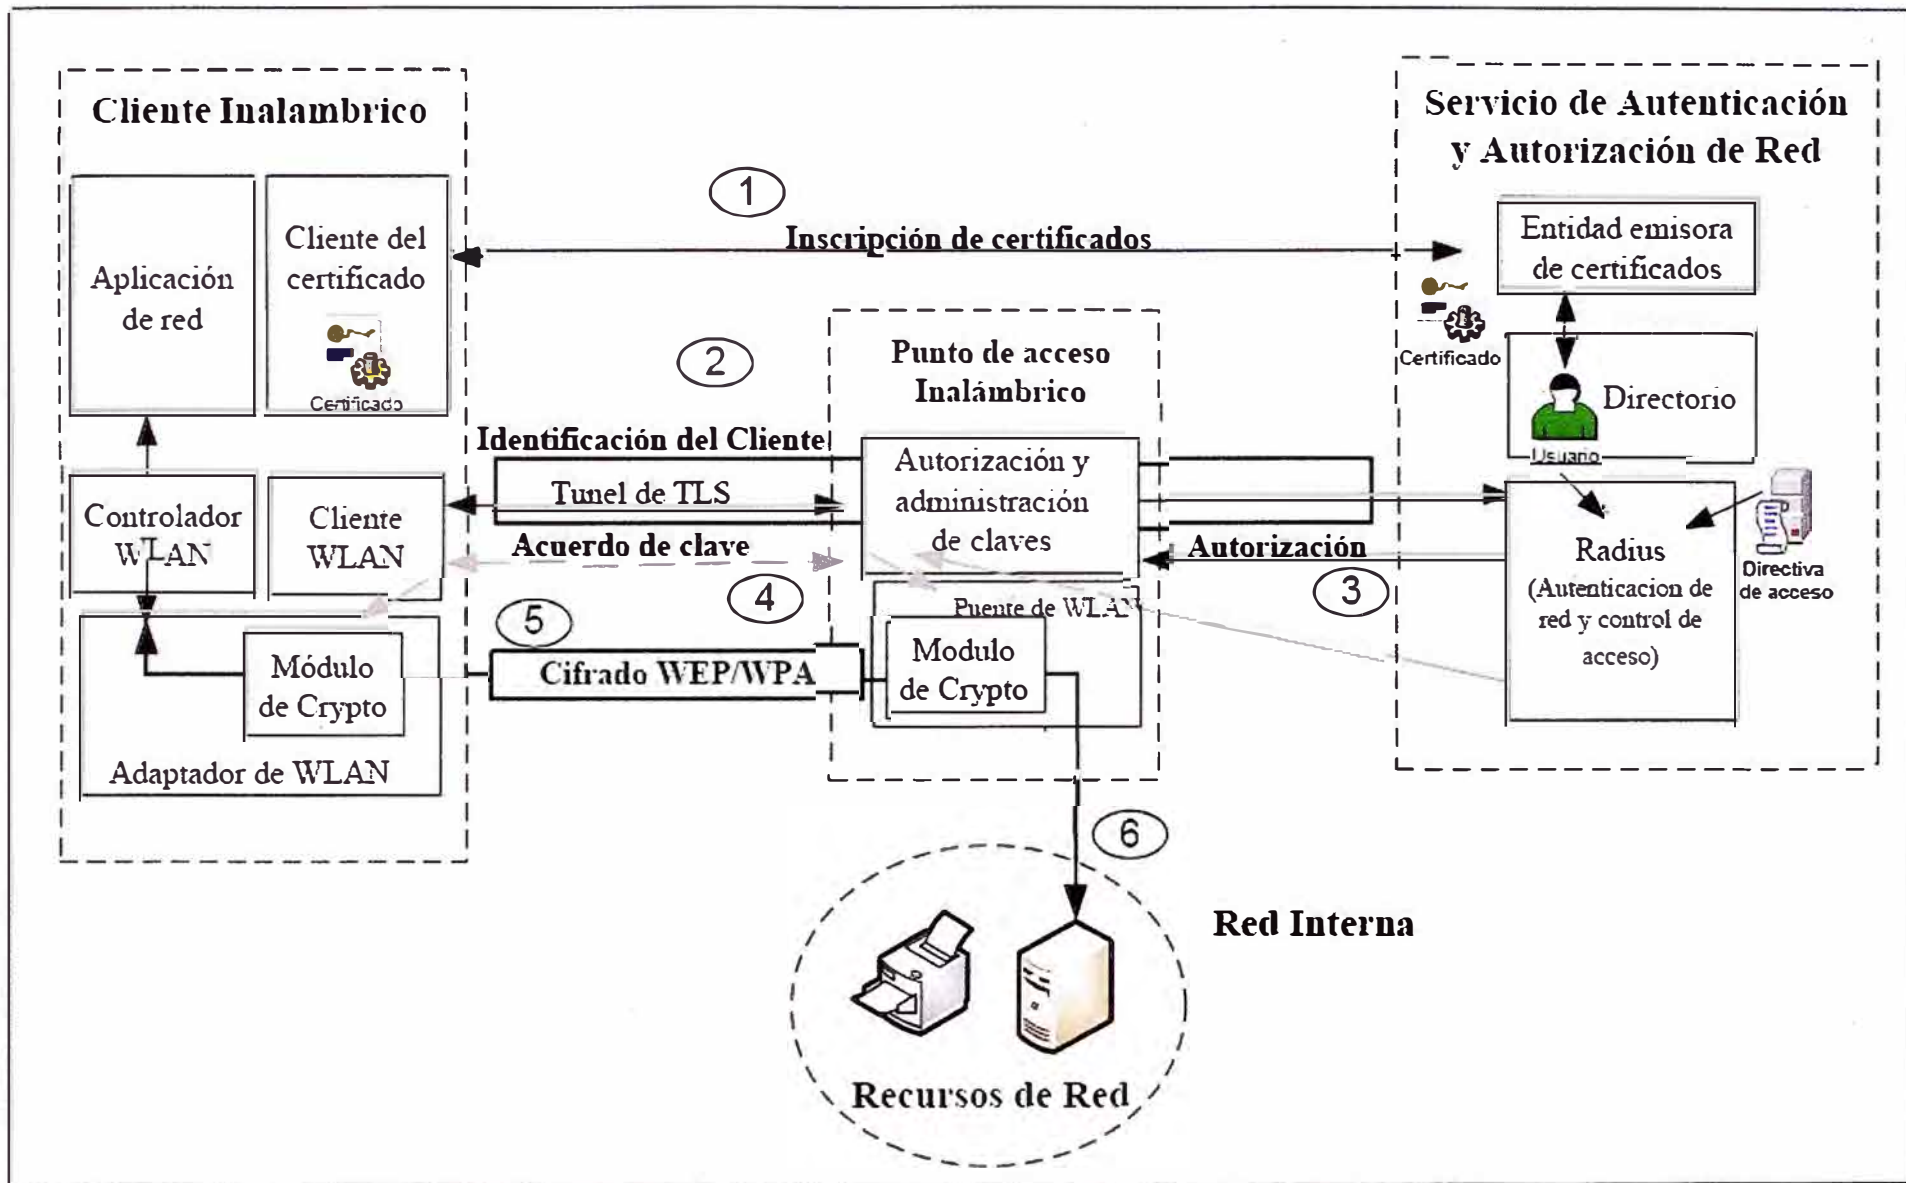 Cliente Inalambrico
Aplicación
de red
Cliente del
certificado
Certificado
Controlador
WLAN
Cliente
WLAN
Módulo
de Crypto
Adaptador de WLAN
1
Inscripción de certificados
2
Identificación del Cliente
Tunel de TLS
Acuerdo de clave
4
5
Cifrado WEP/WPA
Punto de acceso
Inalámbrico
Autorización y
administración
de claves
Puente de WLAN
Modulo
de Crypto
Autorización
3
6
Servicio de Autenticación
y Autorización de Red
Entidad emisora
de certificados
Certificado
Directorio
Usuario
Radius
(Autenticacion de
red y control de
acceso)
Directiva
de acceso
Red Interna
Recursos de Red